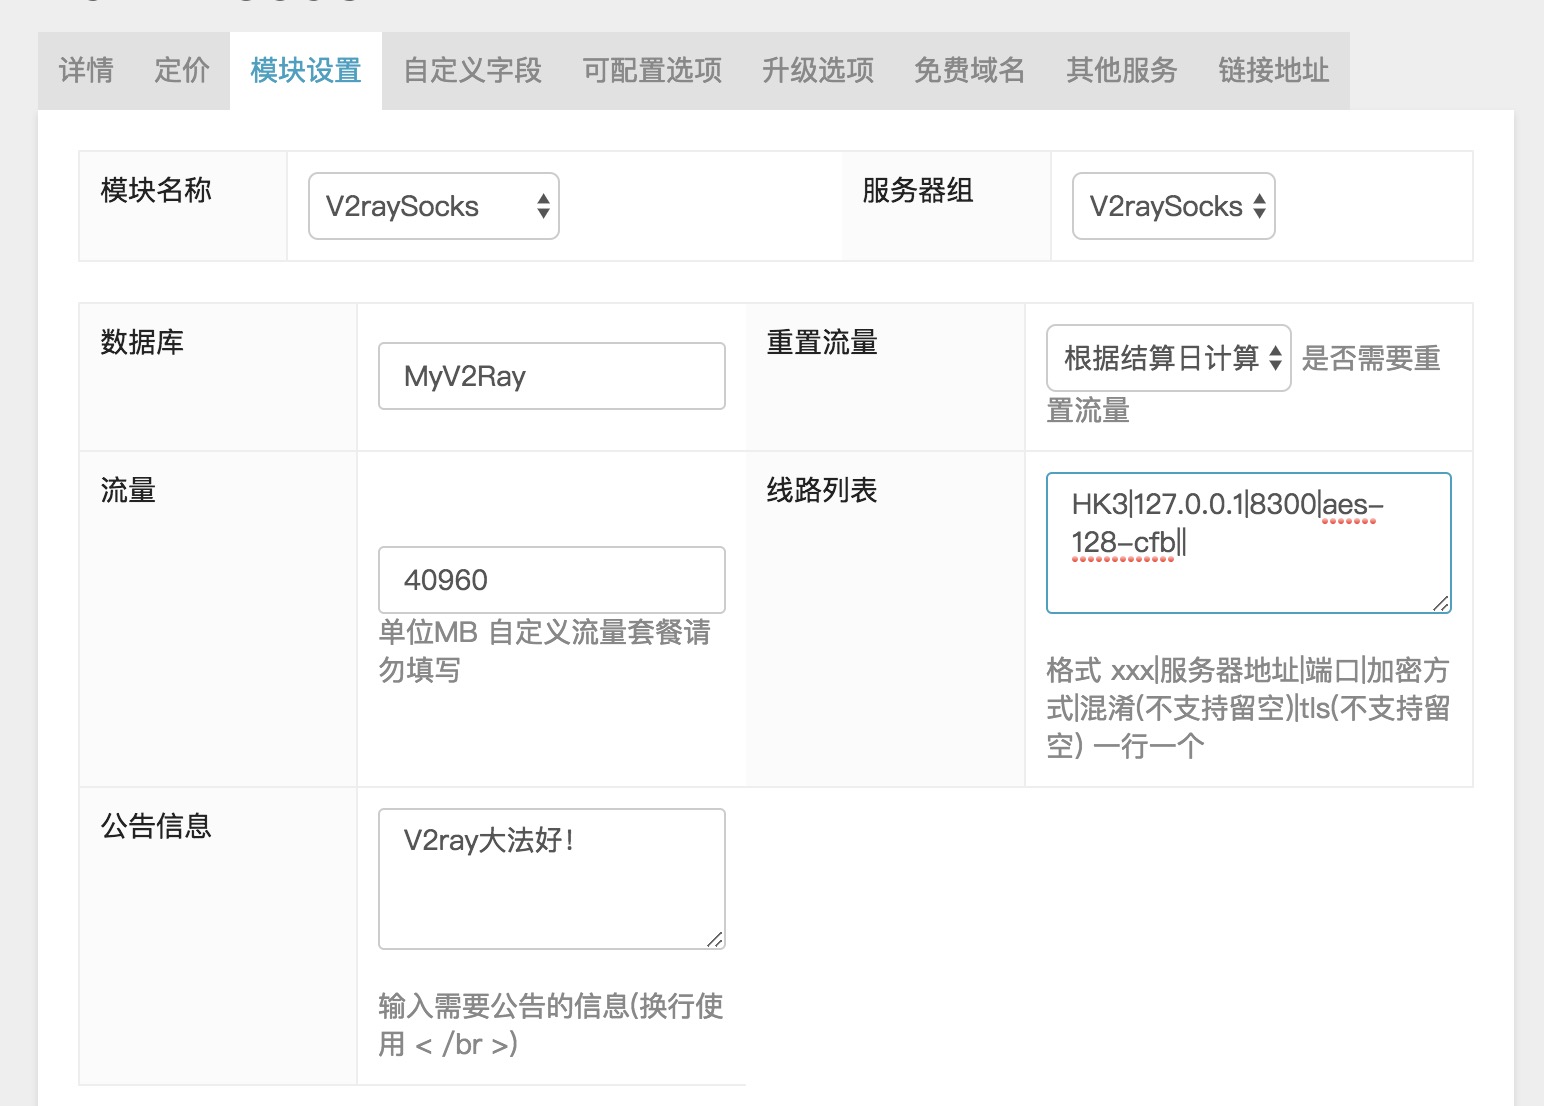 详情 定价 模块设置 自定义字段 可配置选项 升级选项 免费域名 其他服务 链接地址
模块名称 V2raySocks 服务器组 V2raySocks
数据库 MyV2Ray 重置流量 根据结算日计算 是否需要重
置流量
流量 40960
单位MB 自定义流量套餐请
勿填写
线路列表 HK3|127.0.0.1|8300|aes-
128-cfb||
格式 xxx|服务器地址|端口|加密方
式|混淆(不支持留空)|tls(不支持留
空) 一行一个
公告信息 V2ray大法好!
输入需要公告的信息(换行使
用 < /br >)